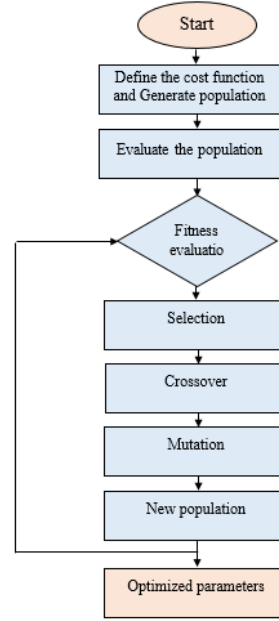 Start
Define the cost function
and Generate population
Evaluate the population
Fitness
evaluatio
Selection
Crossover
Mutation
New population
Optimized parameters